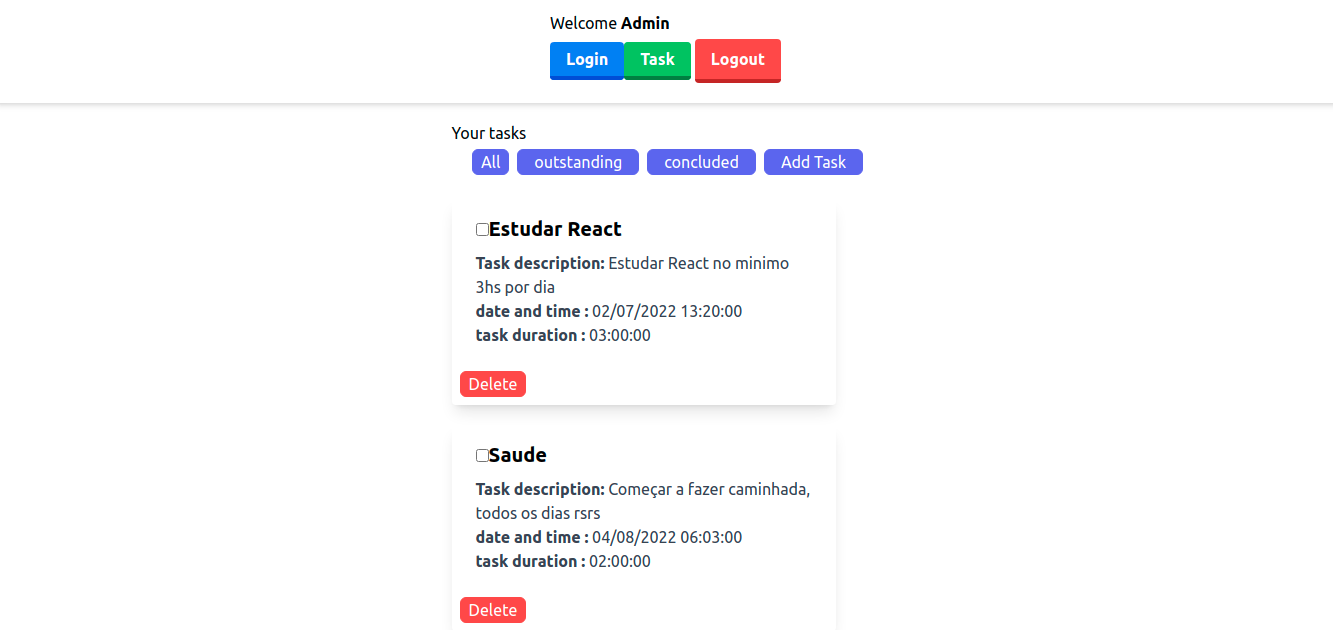 Welcome Admin
Login Task Logout
Your tasks
All outstanding concluded Add Task
Estudar React
Task description: Estudar React no minimo
3hs por dia
date and time : 02/07/2022 13:20:00
task duration : 03:00:00
Delete
Saude
Task description: Começar a fazer caminhada,
todos os dias rsrs
date and time : 04/08/2022 06:03:00
task duration : 02:00:00
Delete